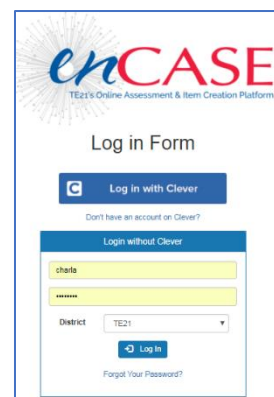 enCASE
TE21's Online Assessment & Item Creation Platform
Log in Form
C Log in with Clever
Don't have an account on Clever?
Login without Clever
charla
••••••••
District TE21
Log In
Forgot Your Password?